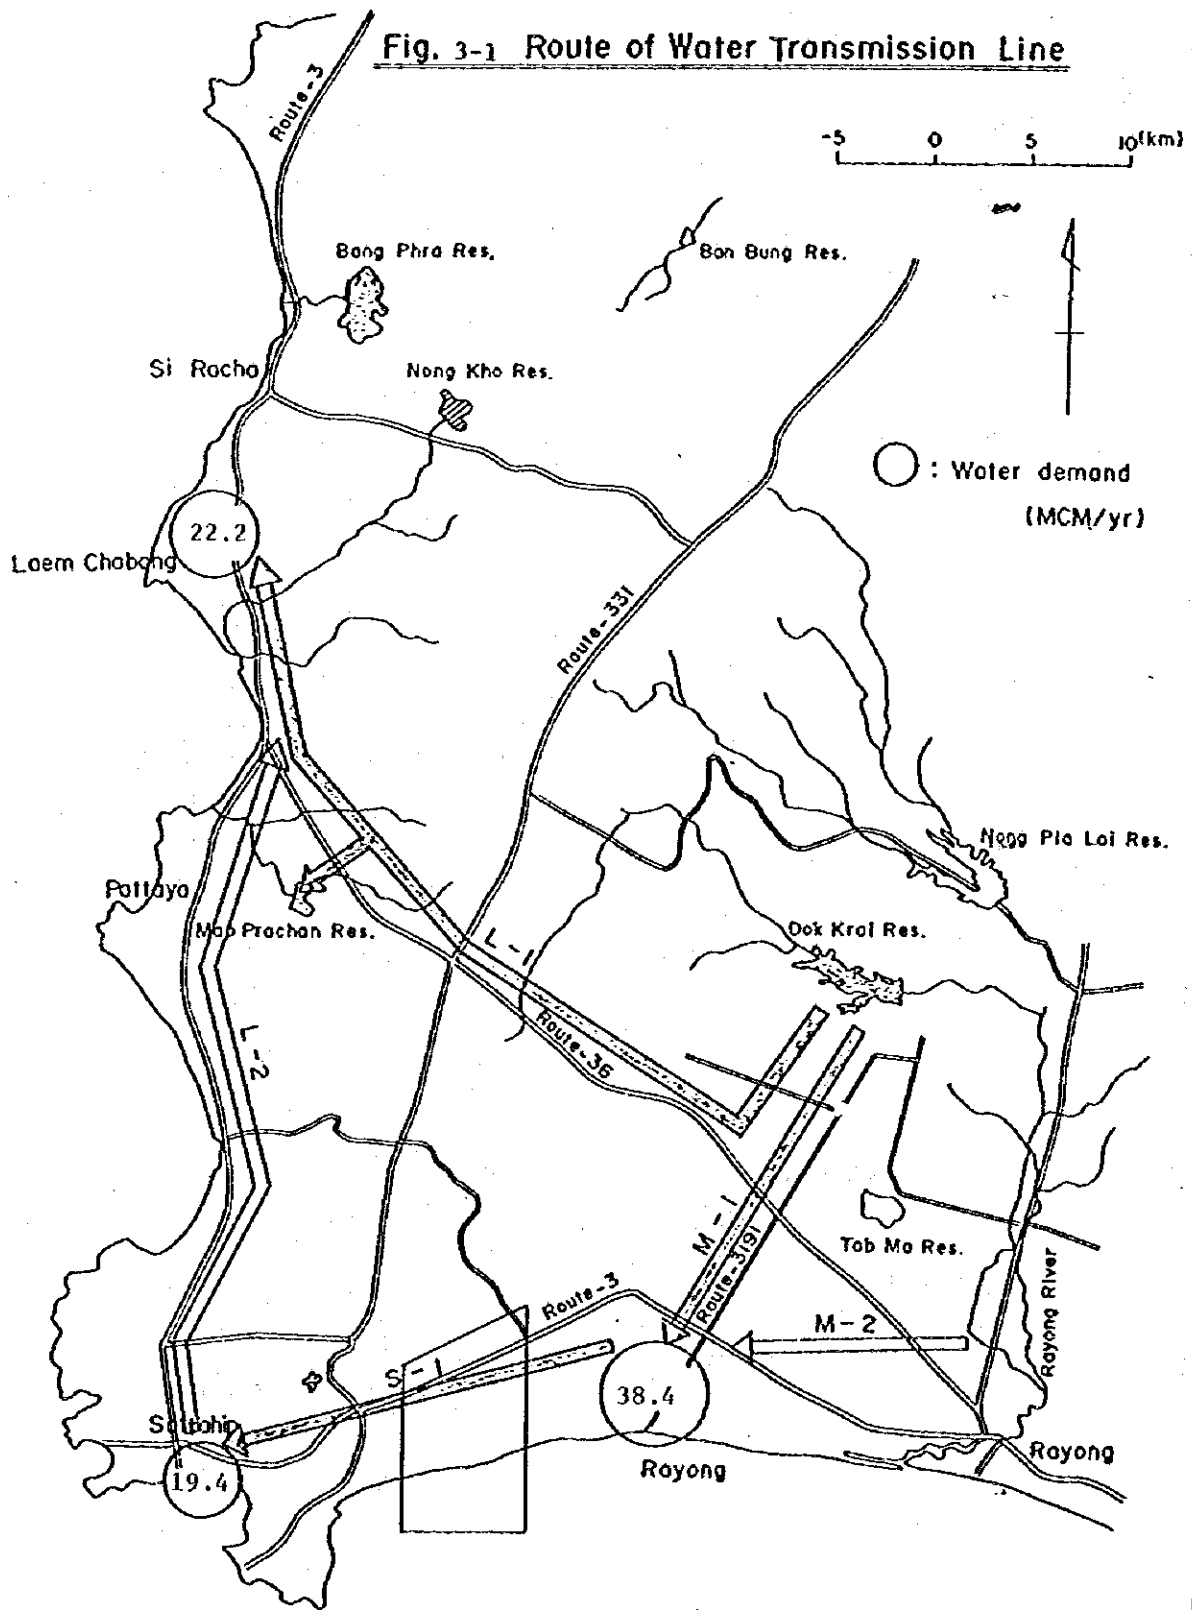 Fig. 3-1 Route of Water Transmission Line
-5 0 5 10(km)
Route-3
Bang Phra Res.
Ban Bung Res.
Si Racha
Nong Kho Res.
: Water demand
(MCM/yr)
22.2
Laem Chabang
Route-331
Nong Pla Lai Res.
Pattaya
Map Prachan Res.
Dok Krai Res.
L-1
L-2
Route-36
M-1
Route-3191
Tab Ma Res.
Rayong River
Route-3
M-2
S-1
38.4
Sattahip
19.4
Rayong
Rayong